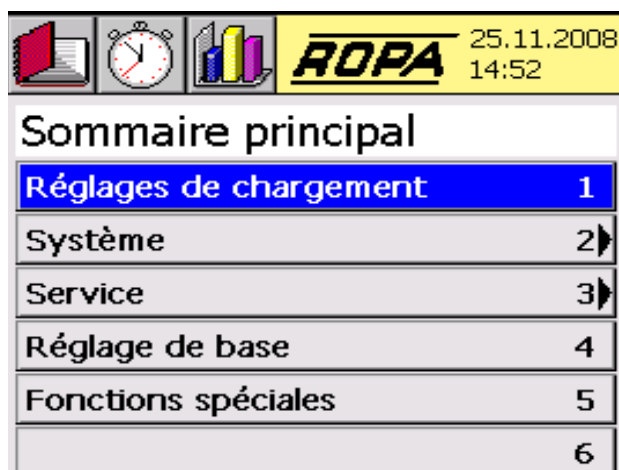 ROPA
25.11.2008
14:52
Sommaire principal
Réglages de chargement 1
Système 2
Service 3
Réglage de base 4
Fonctions spéciales 5
6